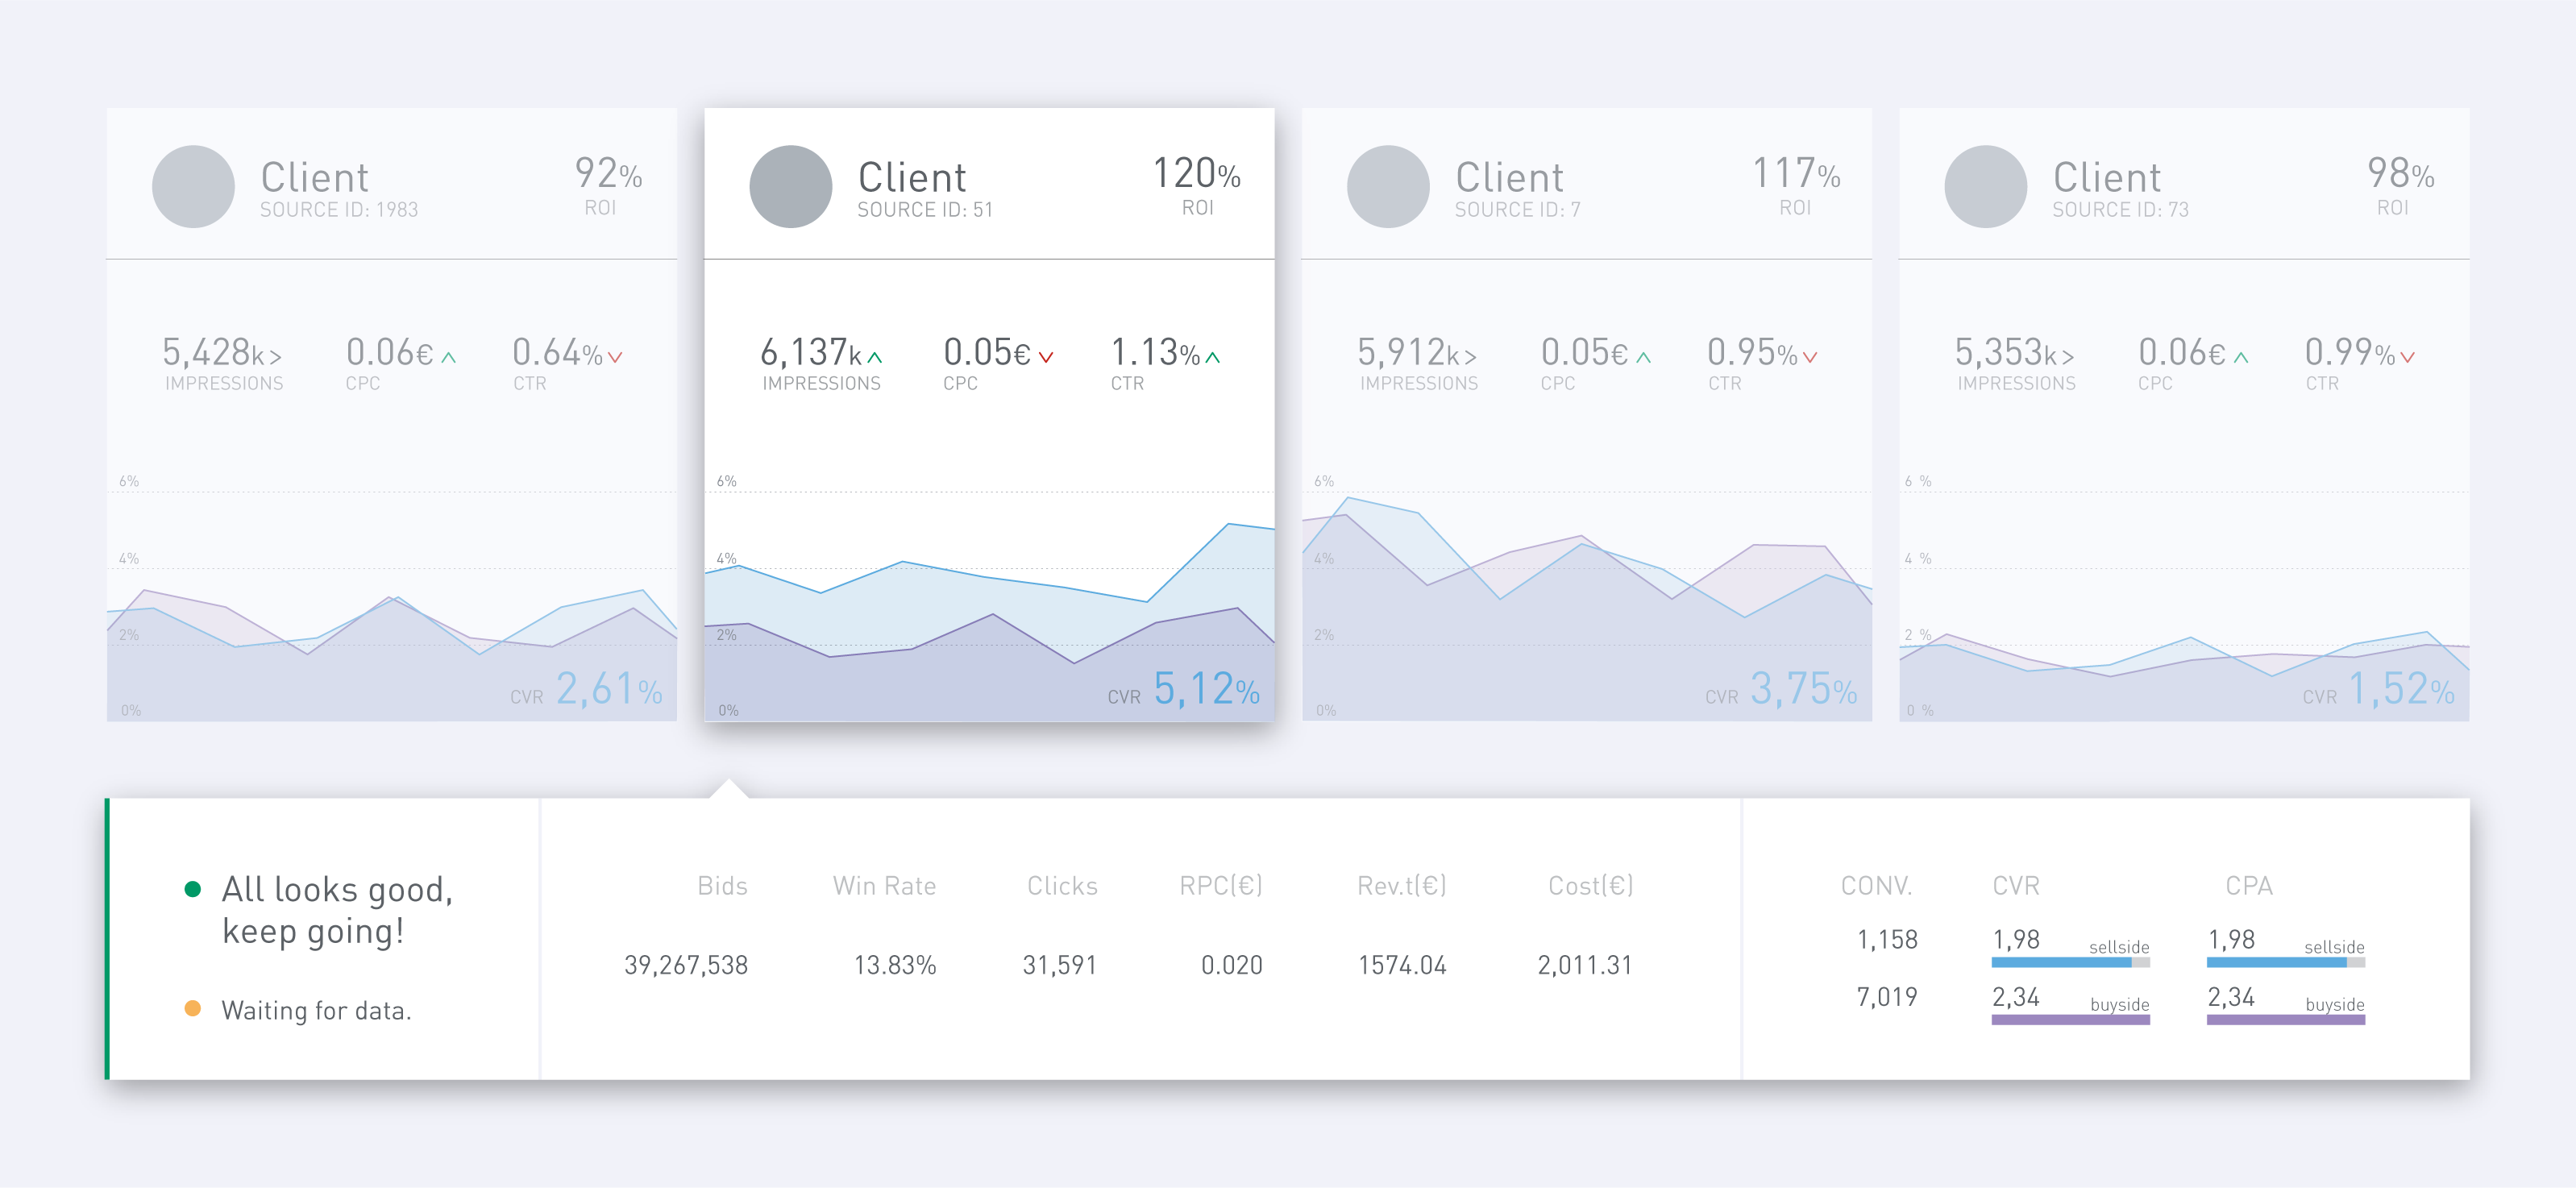 Client
SOURCE ID: 1983
92%
ROI
5,428k >
IMPRESSIONS
0.06€
CPC
0.64%
CTR
6%
4%
2%
0%
CVR 2,61%
Client
SOURCE ID: 51
120%
ROI
6,137k
IMPRESSIONS
0.05€
CPC
1.13%
CTR
6%
4%
2%
0%
CVR 5,12%
Client
SOURCE ID: 7
117%
ROI
5,912k >
IMPRESSIONS
0.05€
CPC
0.95%
CTR
6%
4%
2%
0%
CVR 3,75%
Client
SOURCE ID: 73
98%
ROI
5,353k >
IMPRESSIONS
0.06€
CPC
0.99%
CTR
6 %
4 %
2 %
0 %
CVR 1,52%
All looks good,
keep going!
Waiting for data.
Bids Win Rate Clicks RPC(€) Rev.t(€) Cost(€)
39,267,538 13.83% 31,591 0.020 1574.04 2,011.31
CONV. CVR CPA
1,158 1,98 sellside 1,98 sellside
7,019 2,34 buyside 2,34 buyside